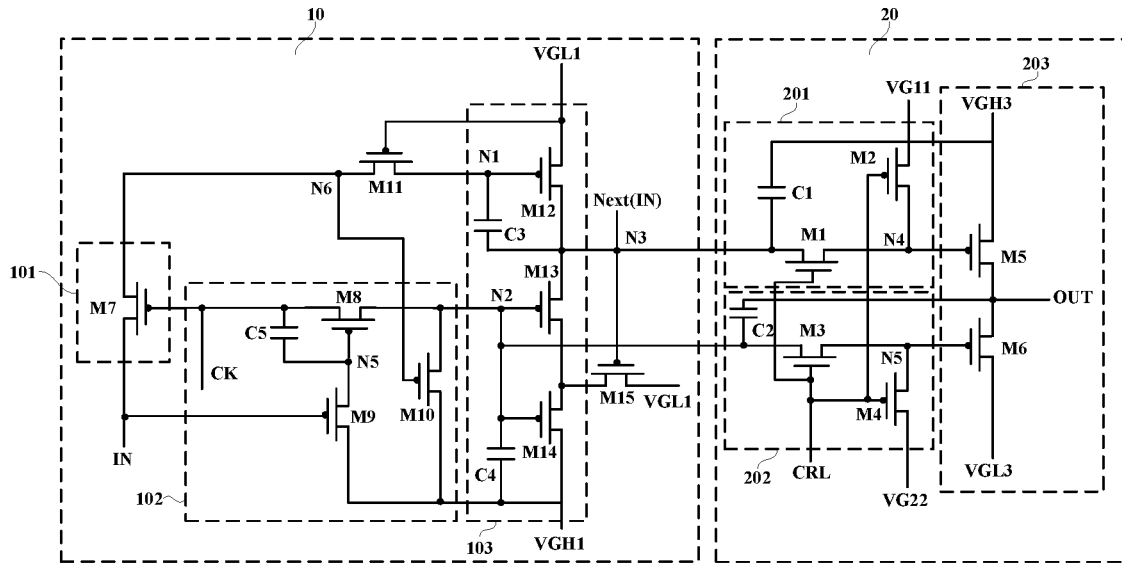 10
20
VGL1
203
201
VG11
VGH3
M2
N1
N6
M11
M12
Next(IN)
C1
C3
N3
M1
N4
M5
101
M13
M7
M8
N2
OUT
C5
C2
M3
M6
N5
N5
CK
M10
M15
VGL1
M4
M9
M14
IN
C4
CRL
VGL3
102
202
VG22
103
VGH1